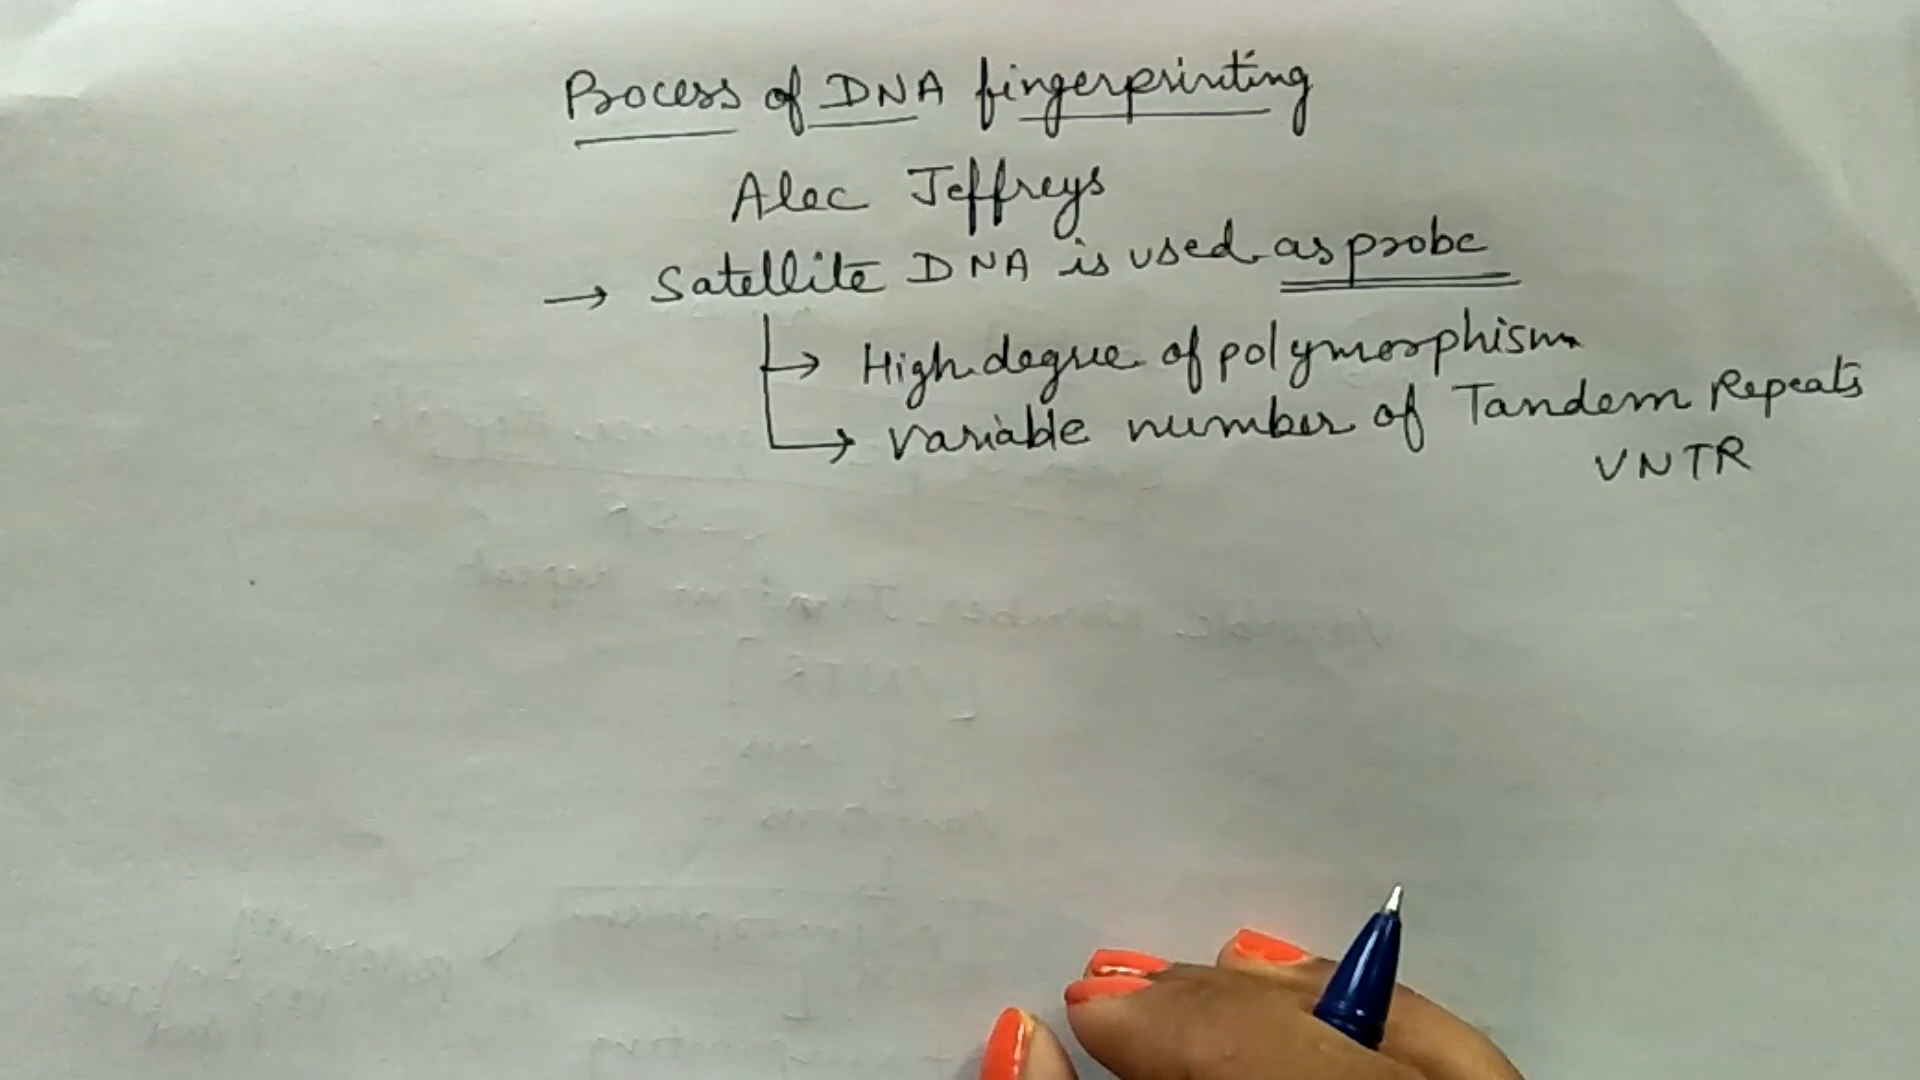 Process of DNA fingerprinting
Alec Jeffreys
→ Satellite DNA is used as probe
→ High degree of polymorphism
→ Variable number of Tandem Repeats
VNTR